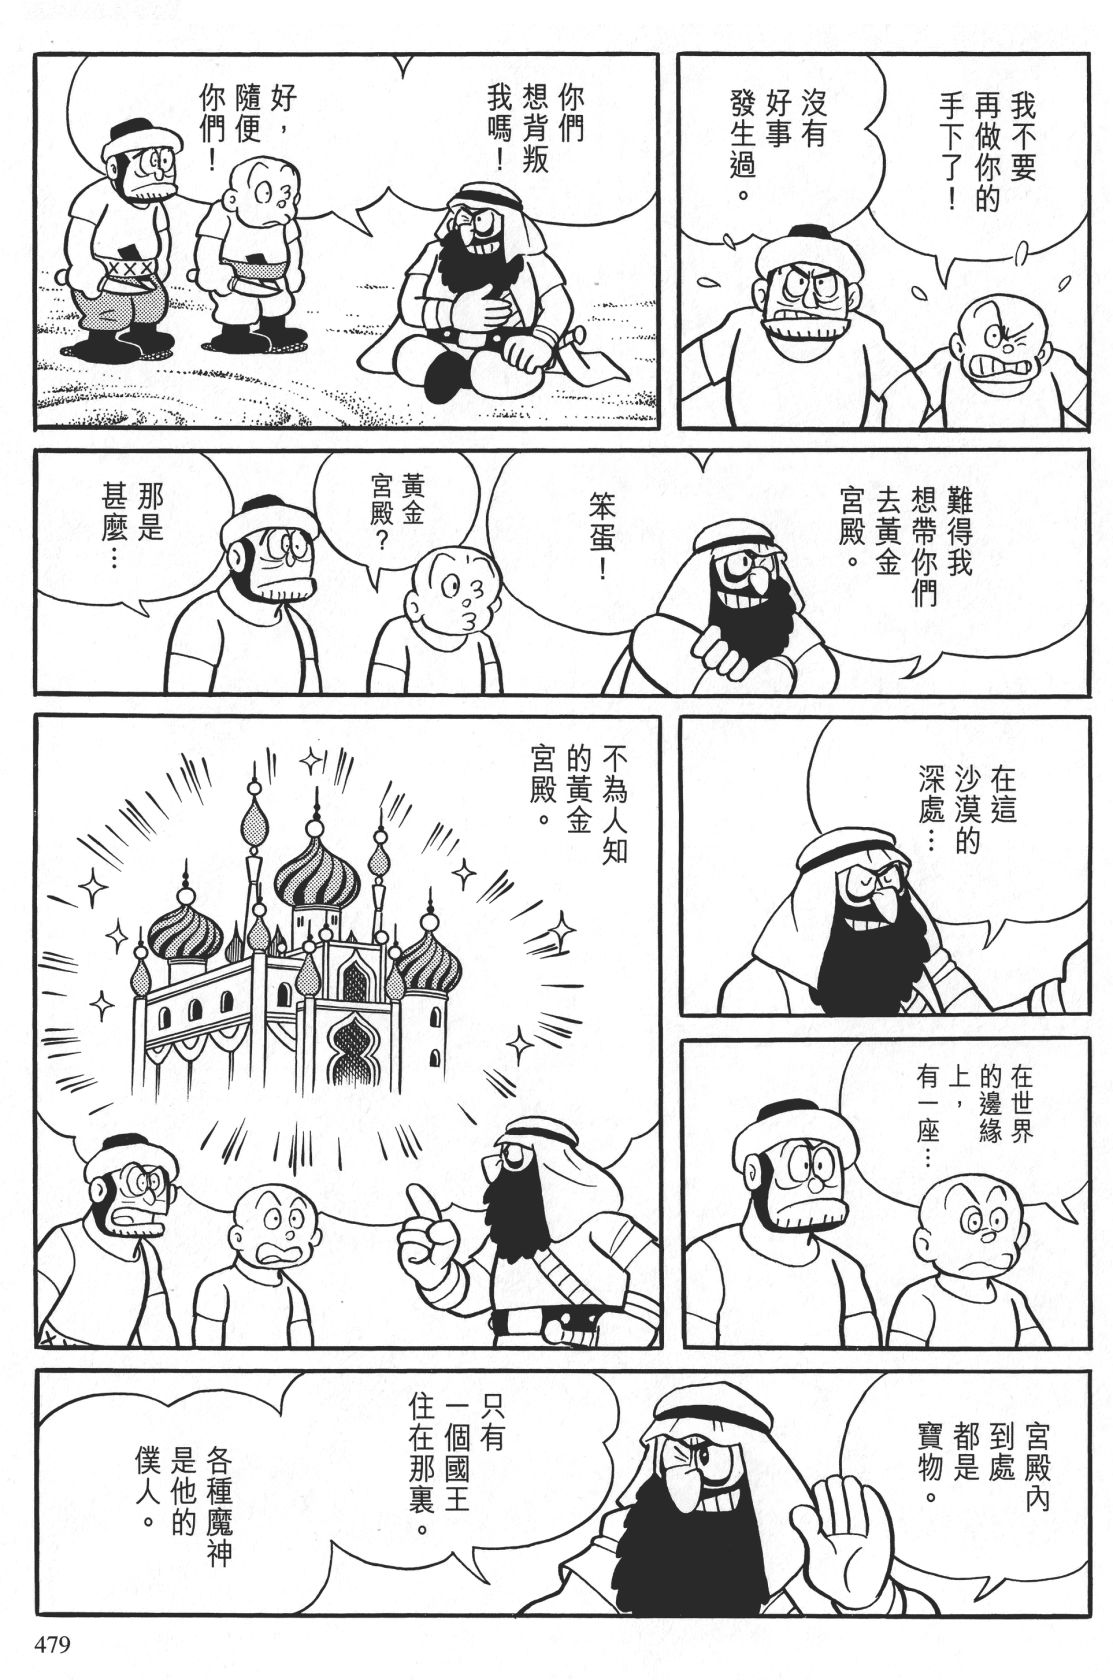 我不要
再做你的
手下了！
沒有
好事
發生過。
你們
想背叛
我嗎！
好，
隨便
你們！
難得我
想帶你們
去黃金
宮殿。
笨蛋！
黃金
宮殿？
那是
甚麼…
在這
沙漠的
深處…
在世界
的邊緣
上，
有一座…
不為人知
的黃金
宮殿。
宮殿內
到處
都是
寶物。
只有
一個國王
住在那裏。
各種魔神
是他的
僕人。
479